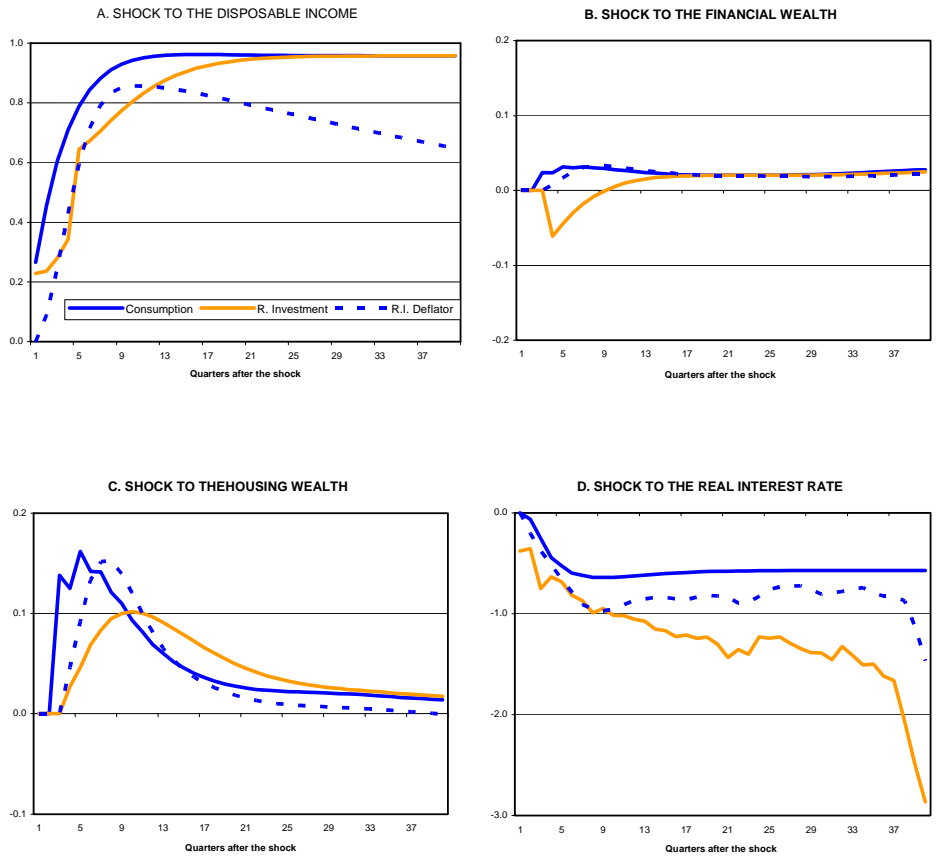 A. SHOCK TO THE DISPOSABLE INCOME
1.0
0.8
0.6
0.4
0.2
0.0
Consumption R. Investment R.I. Deflator
1 5 9 13 17 21 25 29 33 37
Quarters after the shock
B. SHOCK TO THE FINANCIAL WEALTH
0.2
0.1
0.0
-0.1
-0.2
1 5 9 13 17 21 25 29 33 37
Quarters after the shock
C. SHOCK TO THEHOUSING WEALTH
0.2
0.1
0.0
-0.1
1 5 9 13 17 21 25 29 33 37
Quarters after the shock
D. SHOCK TO THE REAL INTEREST RATE
0.0
-1.0
-2.0
-3.0
1 5 9 13 17 21 25 29 33 37
Quarters after the shock